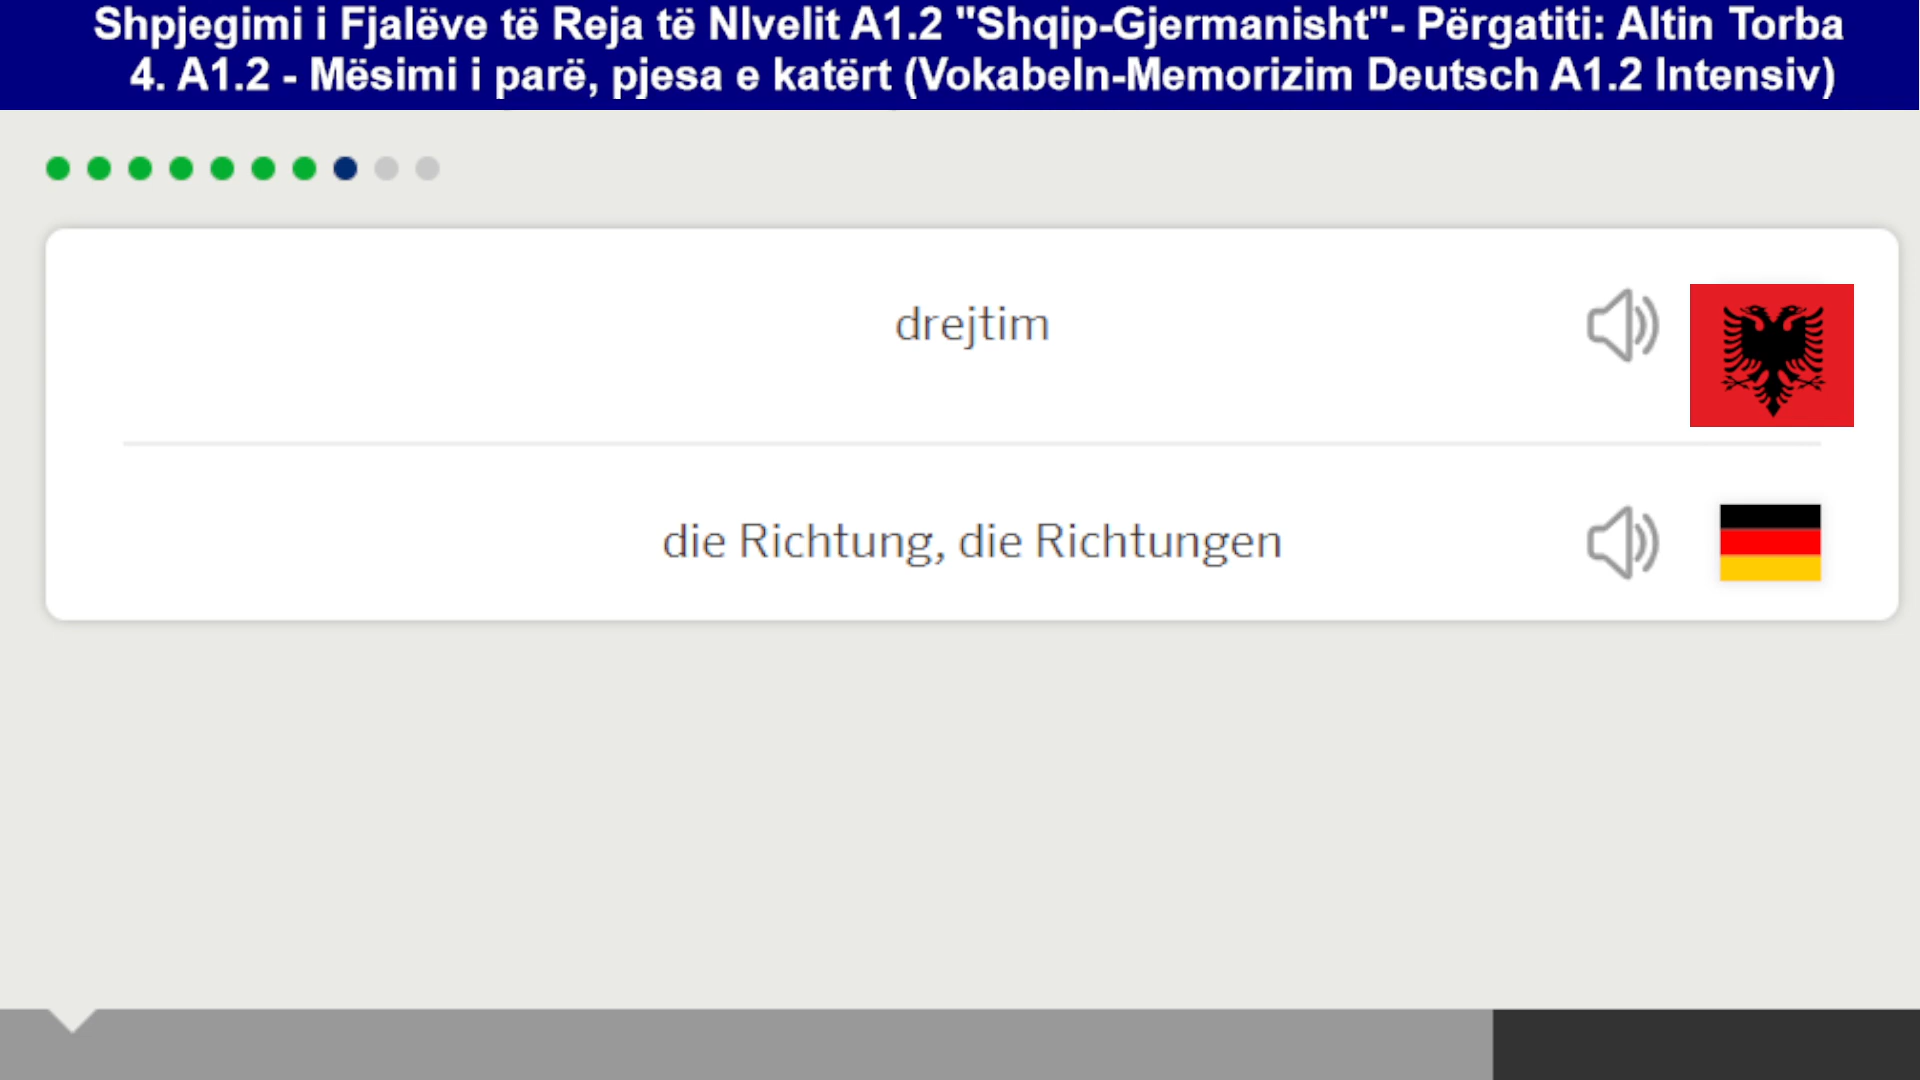 Shpjegimi i Fjalëve të Reja të NIvelit A1.2 "Shqip-Gjermanisht"- Përgatiti: Altin Torba
4. A1.2 - Mësimi i parë, pjesa e katërt (Vokabeln-Memorizim Deutsch A1.2 Intensiv)
drejtim
die Richtung, die Richtungen